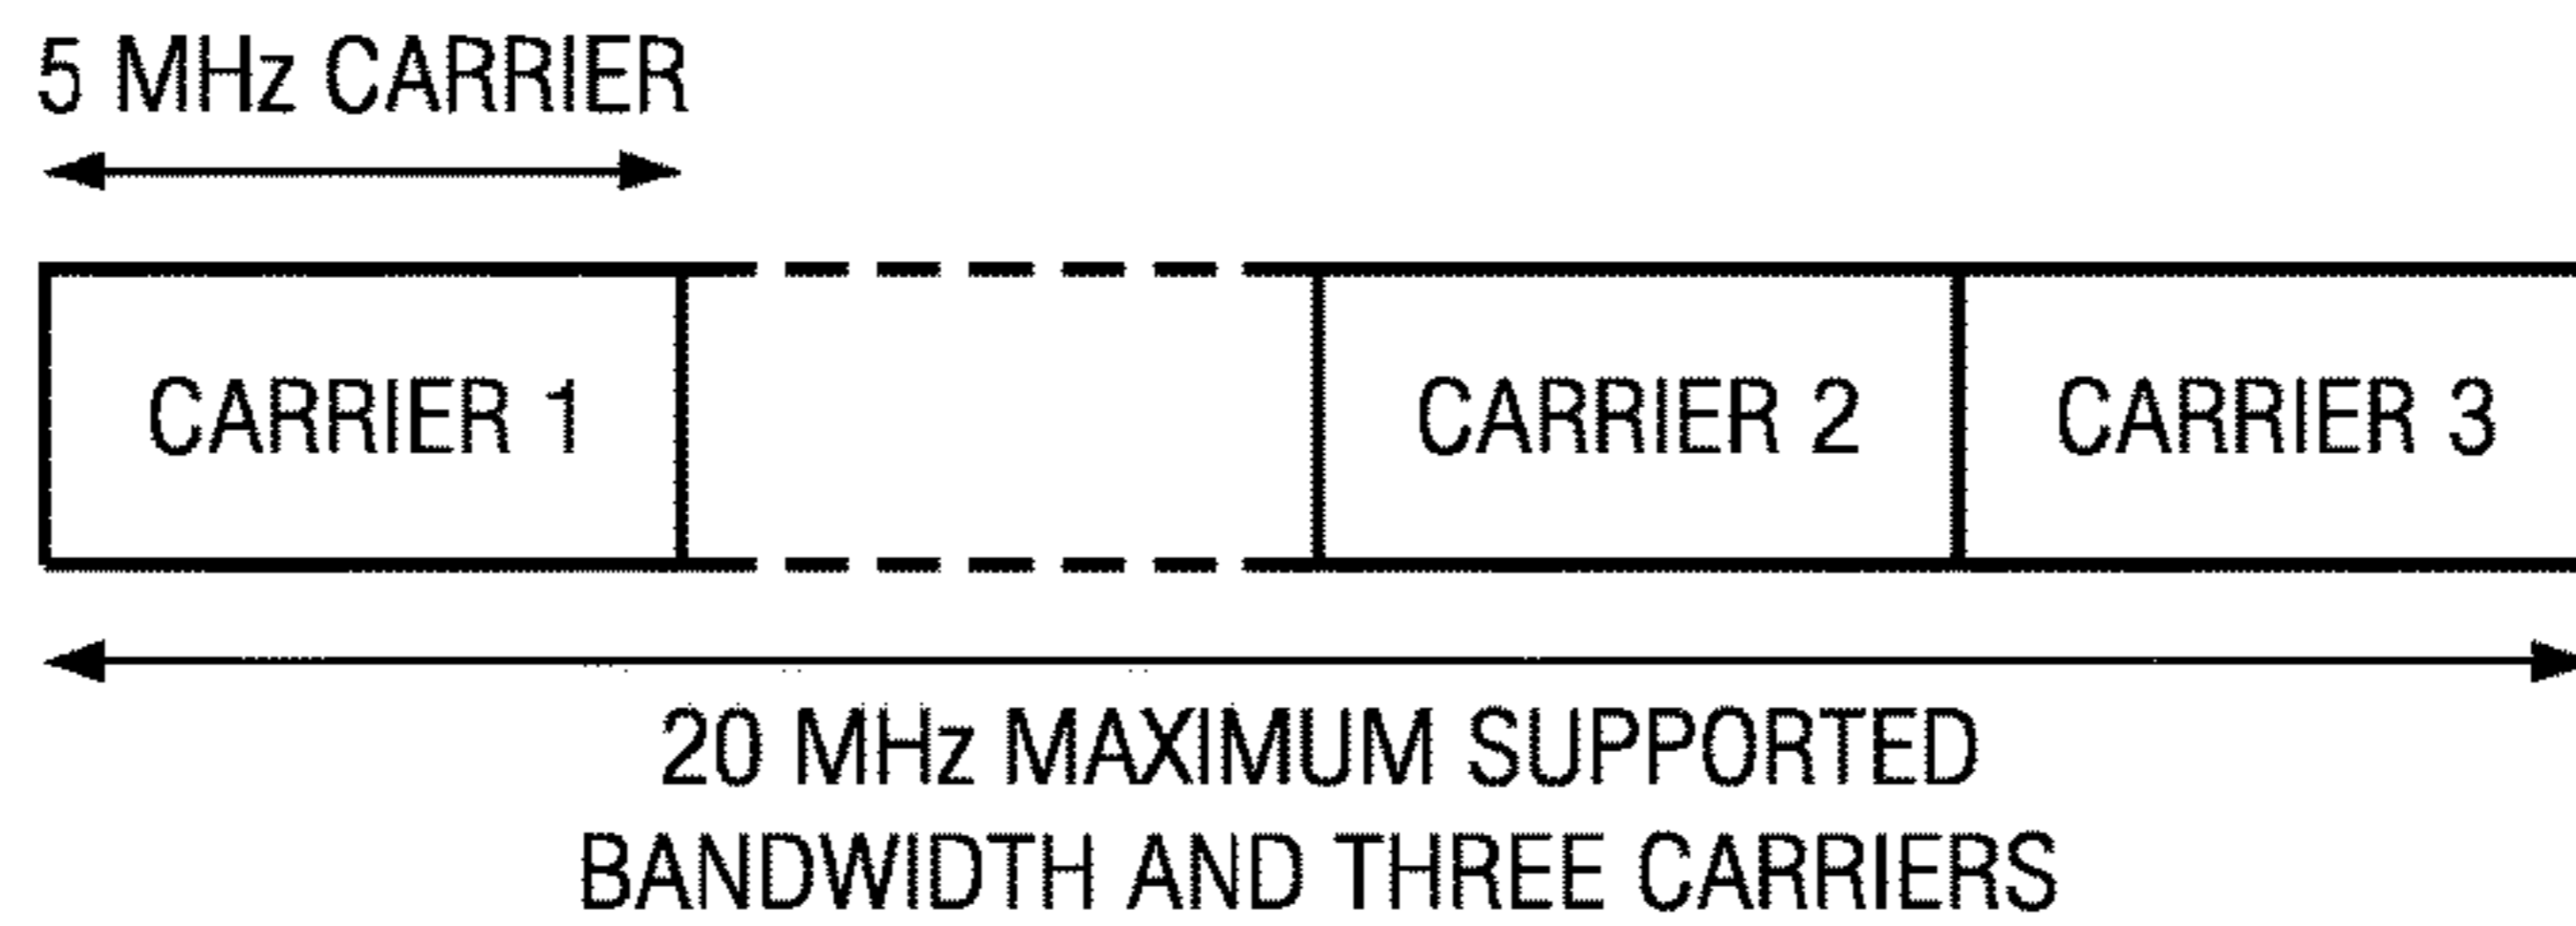 5 MHz CARRIER
CARRIER 1
CARRIER 2
CARRIER 3
20 MHz MAXIMUM SUPPORTED
BANDWIDTH AND THREE CARRIERS